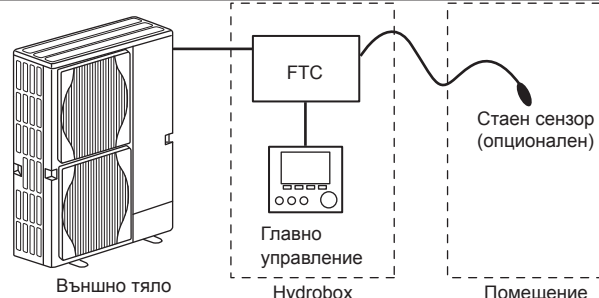 FTC
Стаен сензор
(опционален)
Главно
управление
Външно тяло
Hydrobox
Помещение